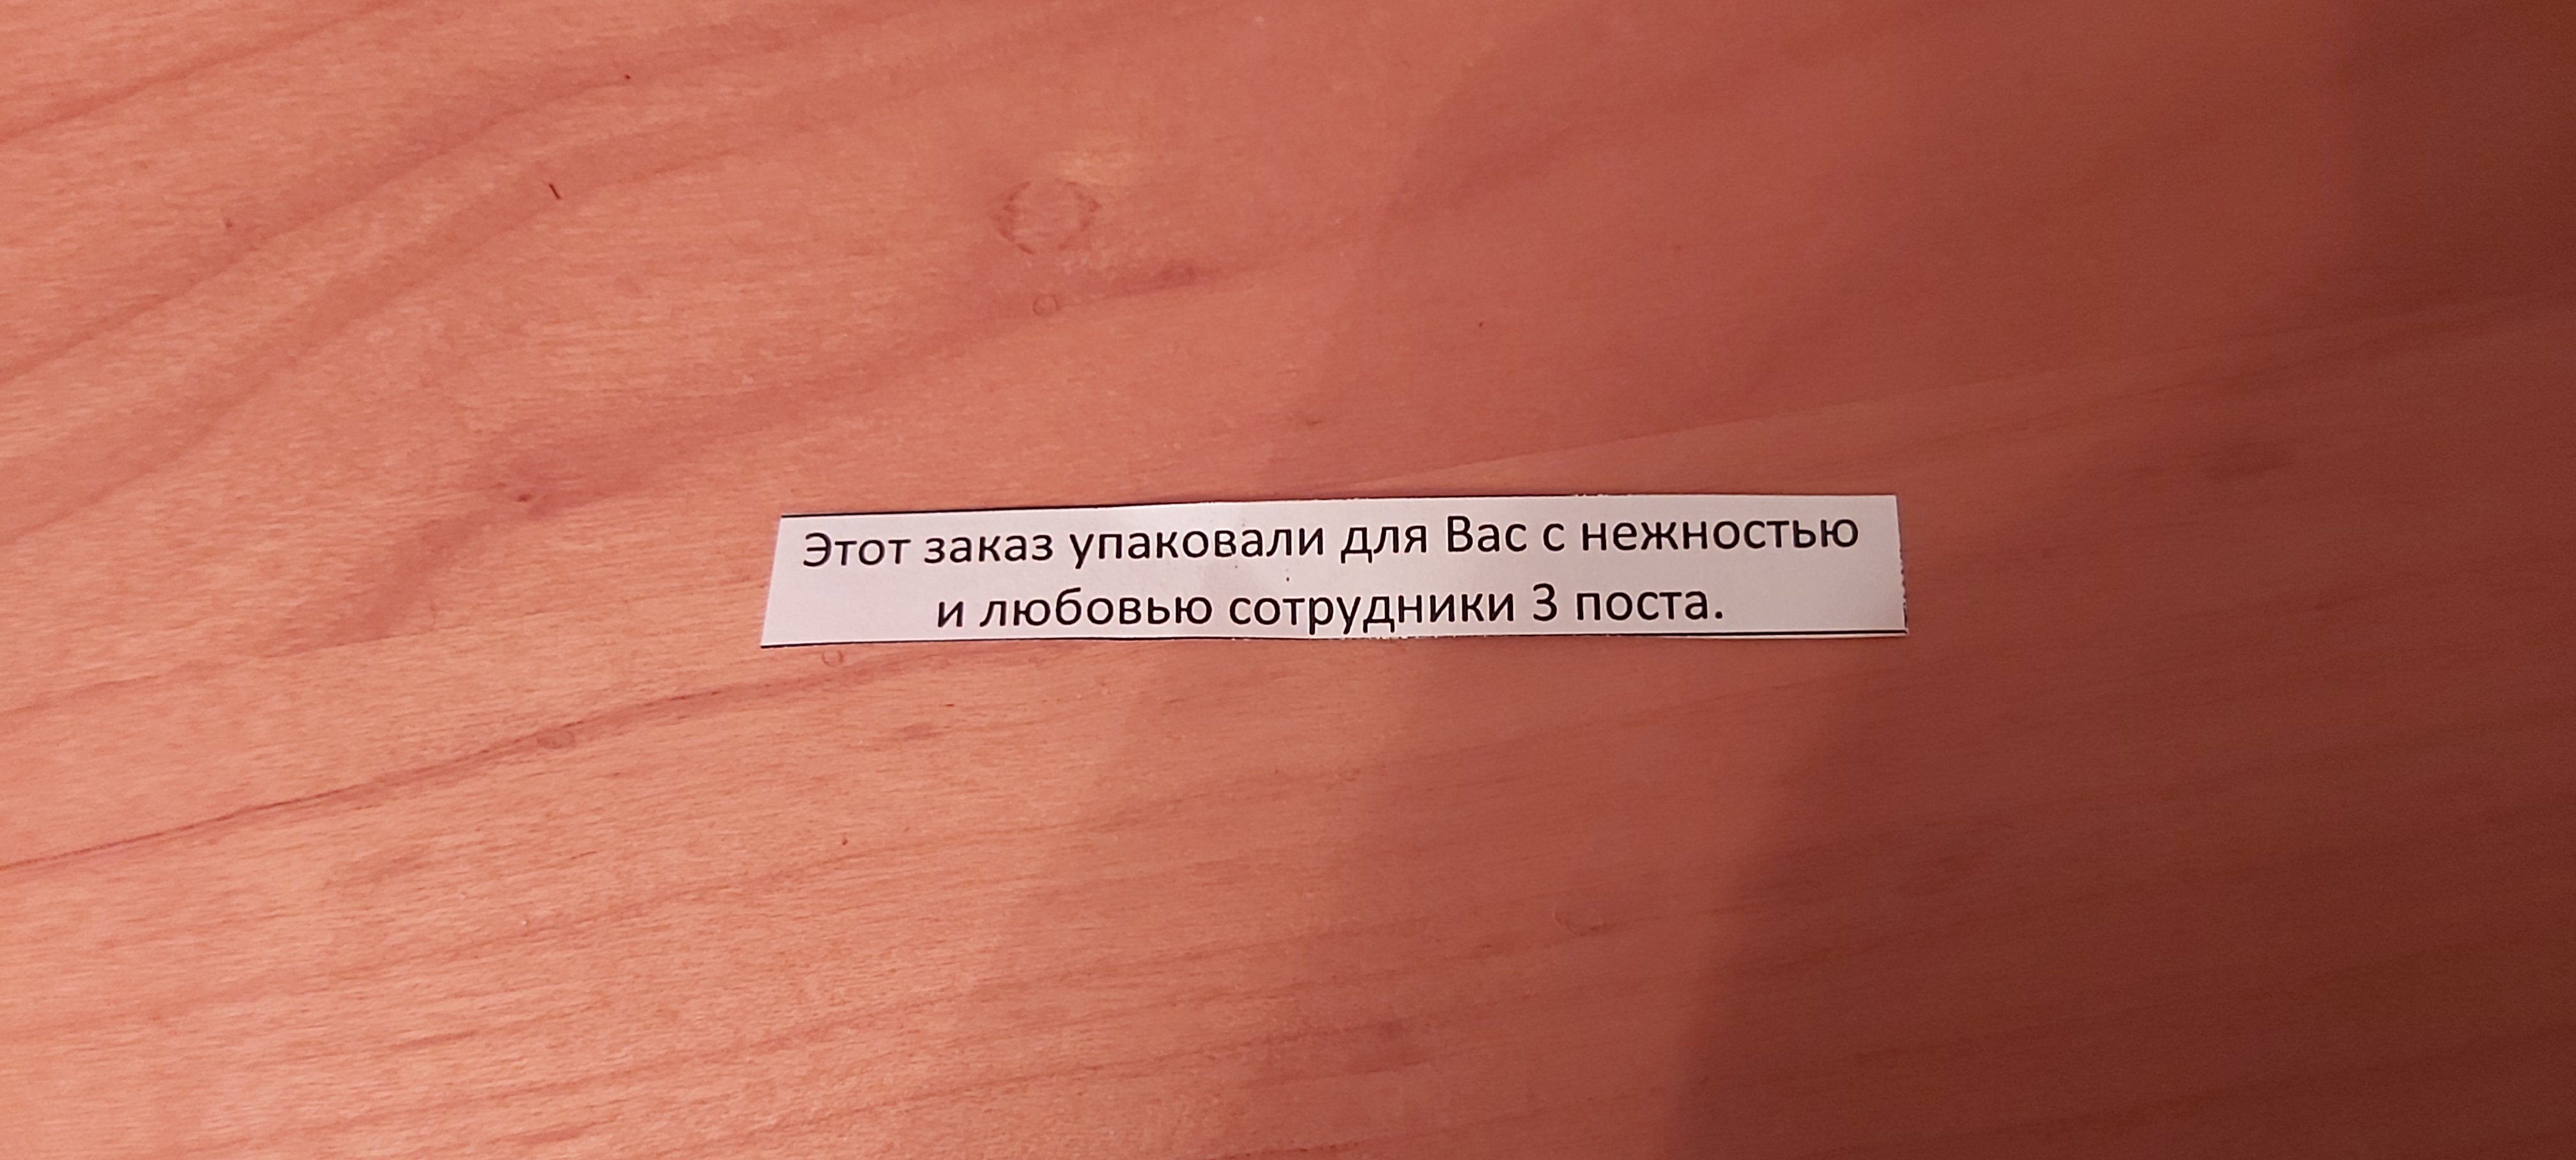 Этот заказ упаковали для Вас с нежностью
и любовью сотрудники 3 поста.